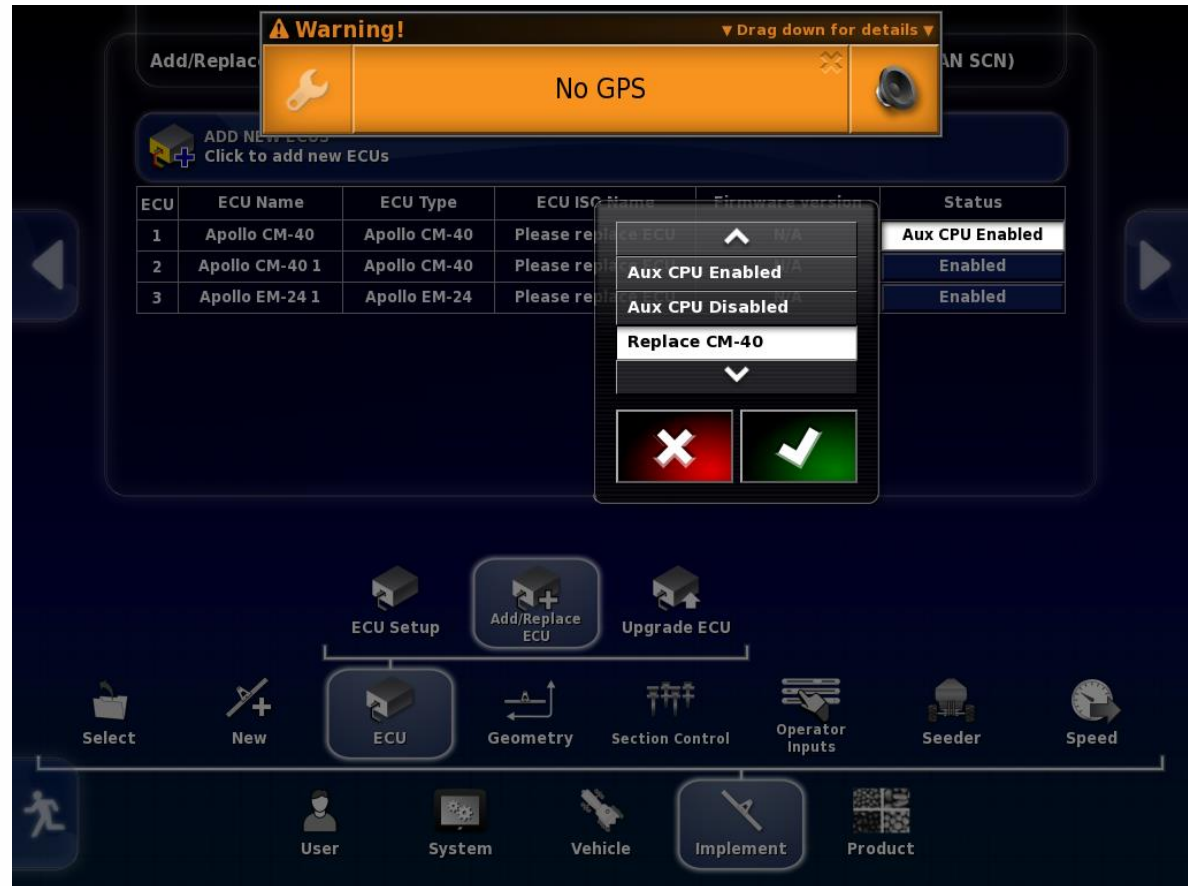 Warning!
▼ Drag down for details ▼
Add/Replac
AN SCN)
No GPS
ADD NEW ECUS
Click to add new ECUs
ECU ECU Name ECU Type ECU ISO Name Firmware version Status
1 Apollo CM-40 Apollo CM-40 Please replace ECU N/A Aux CPU Enabled
2 Apollo CM-40 1 Apollo CM-40 Please replace ECU N/A Enabled
3 Apollo EM-24 1 Apollo EM-24 Please replace ECU Enabled
Aux CPU Enabled
Aux CPU Disabled
Replace CM-40
ECU Setup
Add/Replace
ECU
Upgrade ECU
Select
New
ECU
Geometry
Section Control
Operator
Inputs
Seeder
Speed
User
System
Vehicle
Implement
Product